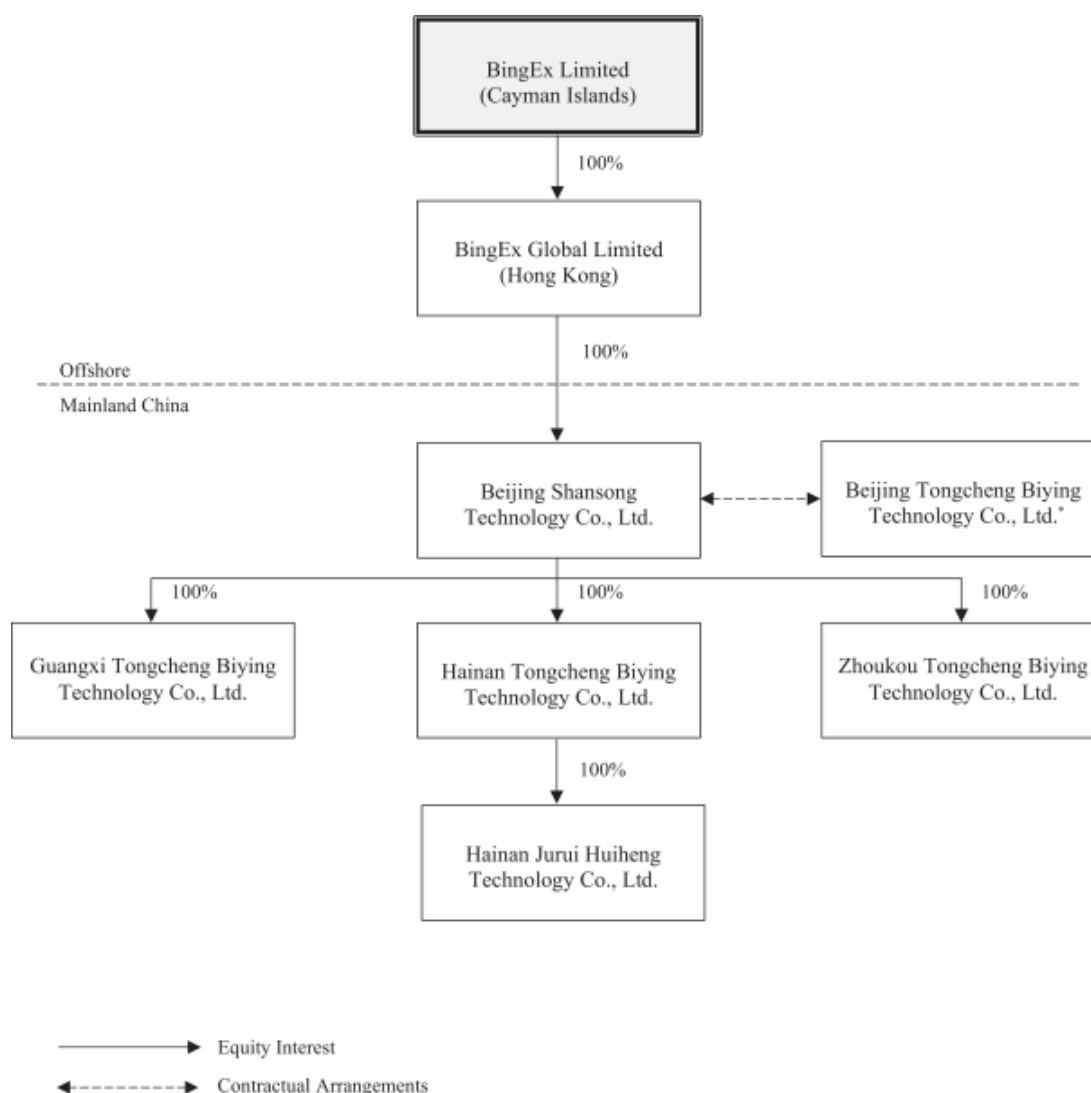 BingEx Limited
(Cayman Islands)
100%
BingEx Global Limited
(Hong Kong)
100%
Offshore
Mainland China
Beijing Shansong
Technology Co., Ltd.
Beijing Tongcheng Biying
Technology Co., Ltd.*
100%
100%
100%
Guangxi Tongcheng Biying
Technology Co., Ltd.
Hainan Tongcheng Biying
Technology Co., Ltd.
Zhoukou Tongcheng Biying
Technology Co., Ltd.
100%
Hainan Jurui Huiheng
Technology Co., Ltd.
Equity Interest
Contractual Arrangements